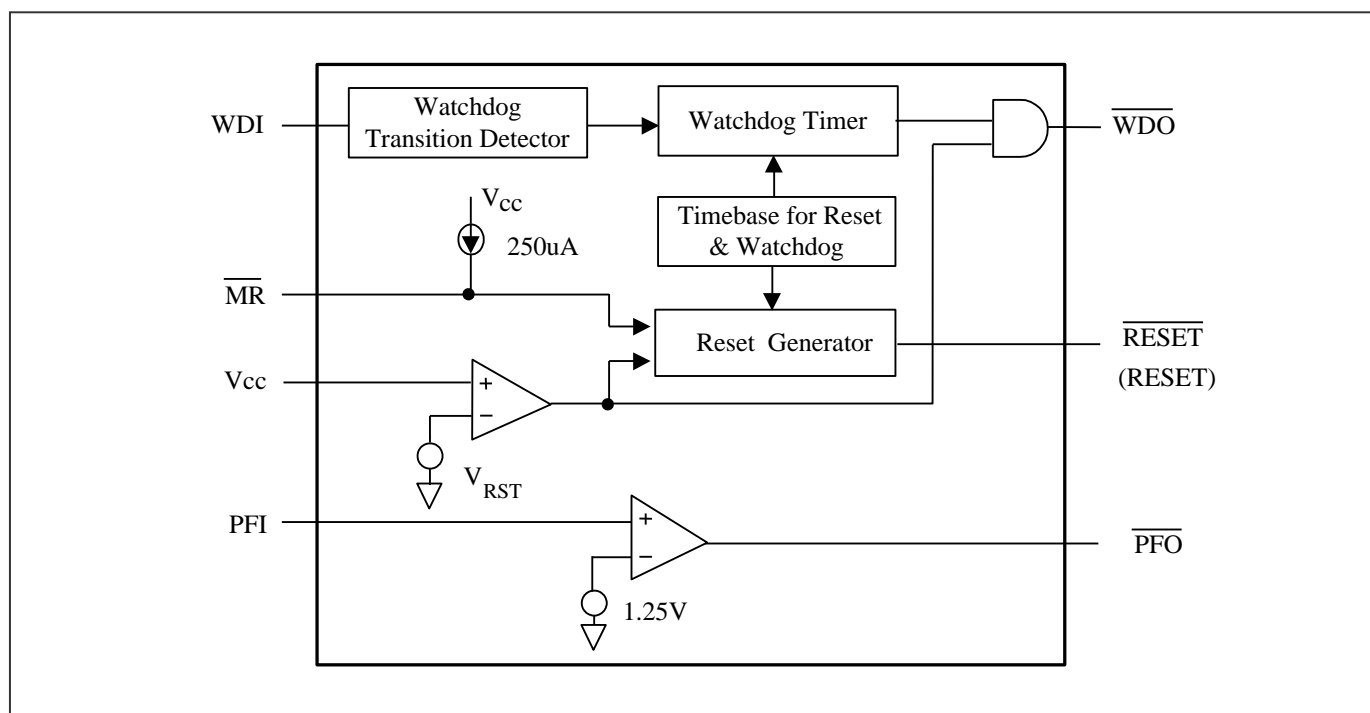 WDI
Watchdog
Transition Detector
Watchdog Timer
WDO
Vcc
250uA
Timebase for Reset
& Watchdog
MR
Reset Generator
RESET
(RESET)
Vcc
+
−
VRST
PFI
+
−
PFO
1.25V